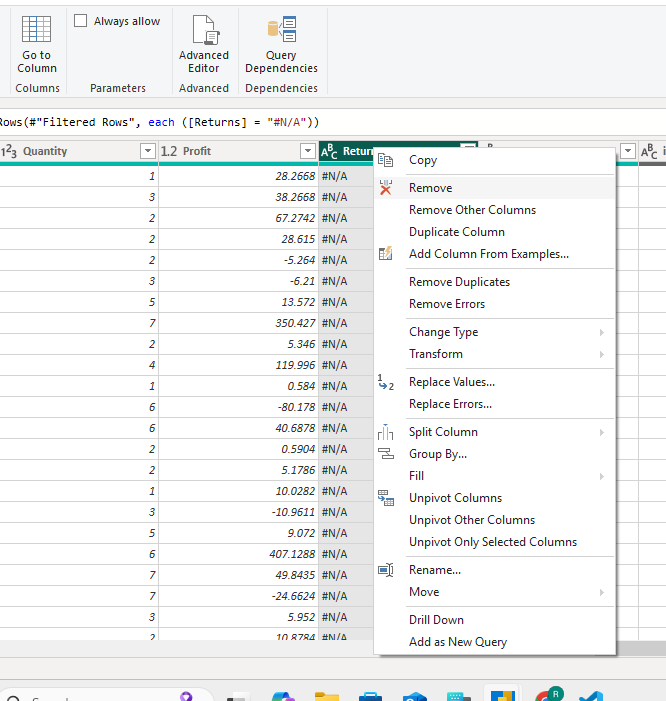 Always allow
Go to Column
Advanced Editor
Query Dependencies
Columns
Parameters
Advanced
Dependencies
Rows(#"Filtered Rows", each ([Returns] = "#N/A"))
1²3 Quantity 1.2 Profit ABC
1 28.2668 #N/A
3 38.2668 #N/A
2 67.2742 #N/A
2 28.615 #N/A
2 -5.264 #N/A
3 -6.21 #N/A
5 13.572 #N/A
7 350.427 #N/A
2 5.346 #N/A
4 119.996 #N/A
1 0.584 #N/A
6 -80.178 #N/A
6 40.6878 #N/A
2 0.5904 #N/A
2 5.1786 #N/A
1 10.0282 #N/A
3 -10.9611 #N/A
5 9.072 #N/A
6 407.1288 #N/A
7 49.8435 #N/A
7 -24.6624 #N/A
3 5.952 #N/A
2 10.8784 #N/A
Copy
Remove
Remove Other Columns
Duplicate Column
Add Column From Examples...
Remove Duplicates
Remove Errors
Change Type
Transform
Replace Values...
Replace Errors...
Split Column
Group By...
Fill
Unpivot Columns
Unpivot Other Columns
Unpivot Only Selected Columns
Rename...
Move
Drill Down
Add as New Query
ABC
R